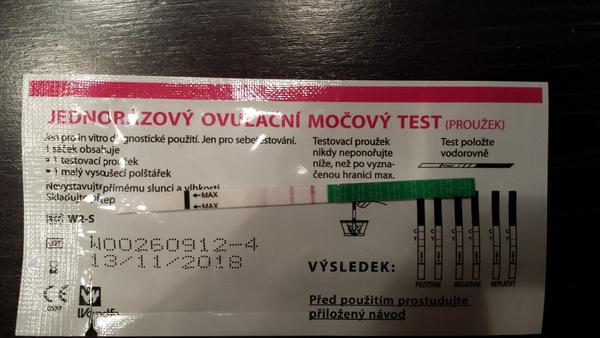 JEDNORÁZOVÝ OVULAČNÍ MOČOVÝ TEST (PROUŽEK)
Jen pro in vitro diagnostické použití. Jen pro sebetestování.
1 sáček obsahuje
• 1 testovací proužek
• 1 malý vysoušecí polštářek
Nevystavujte přímému slunci a vlhkosti
Skladujte
Testovací proužek
nikdy neponořujte
níže, než po vyzna-
čenou hranici max.
Test položte
vodorovně
←MAX
←MAX
W2-S
W00260912-4
13/11/2018
CE
0537
VÝSLEDEK:
C
T
C
T
C
T
POZITIVNÍ
NEGATIVNÍ
NEPLATNÝ
Před použitím prostudujte
přiložený návod